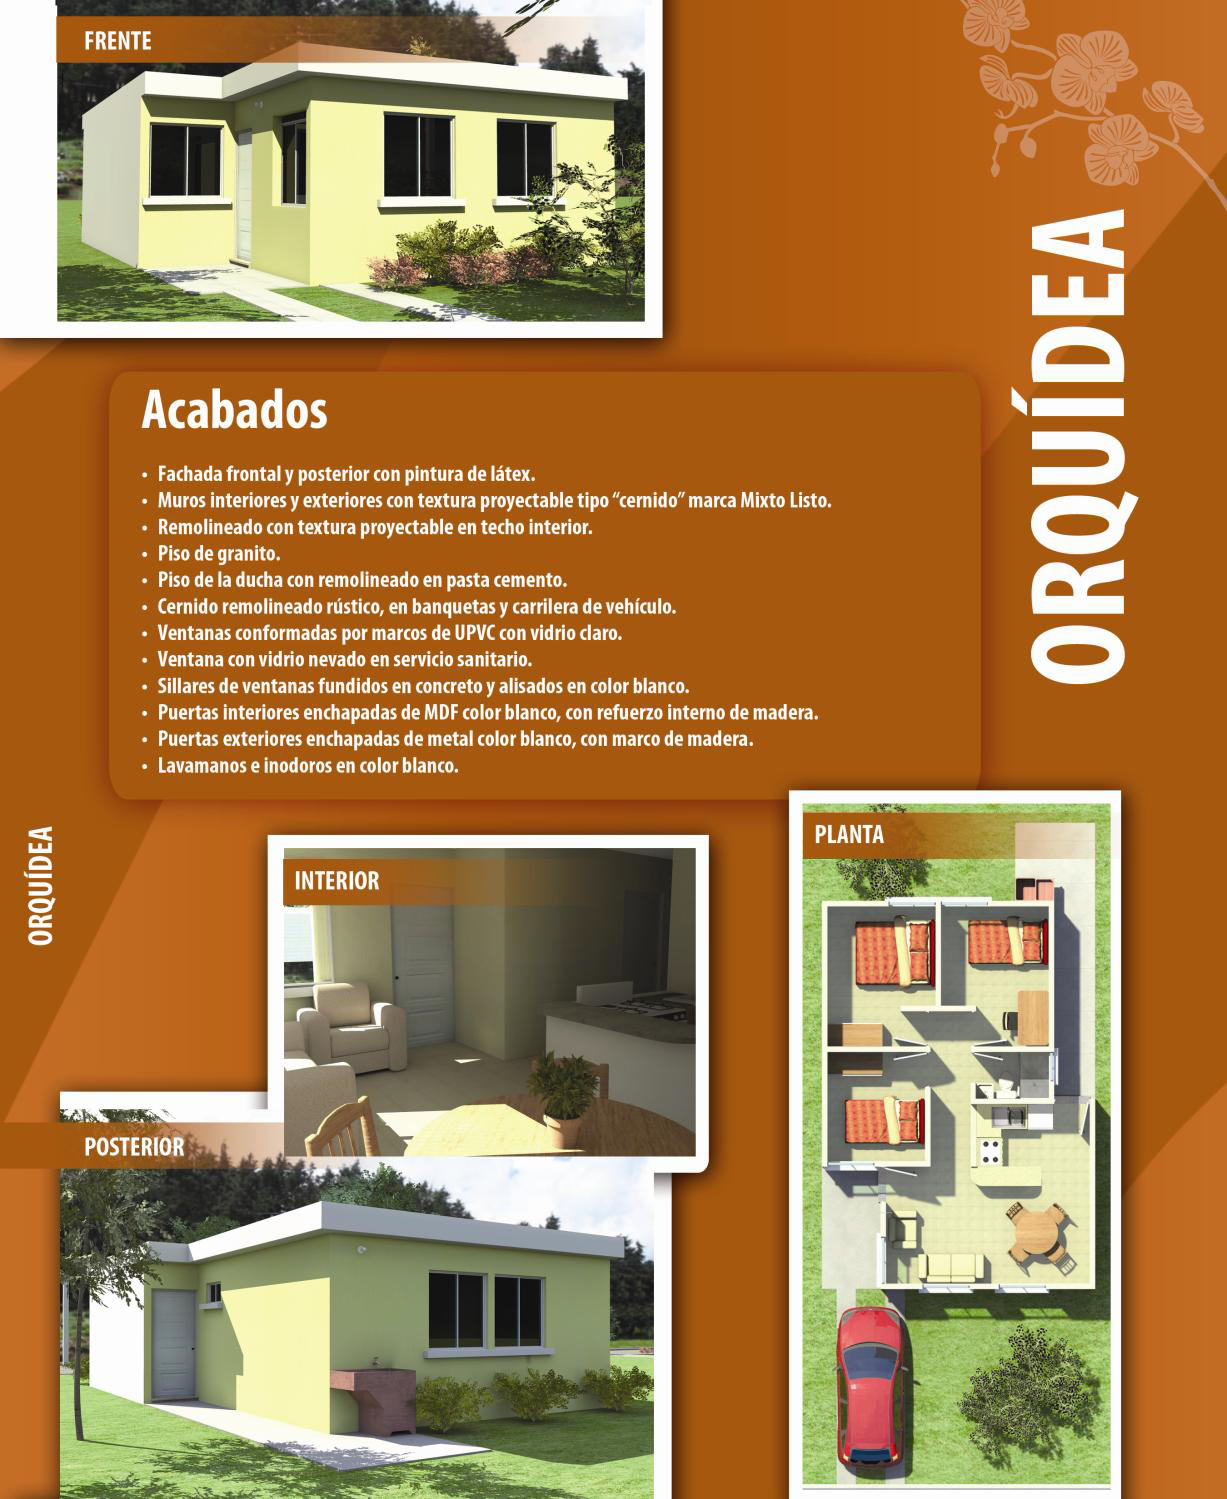 FRENTE
ORQUÍDEA
Acabados
• Fachada frontal y posterior con pintura de látex.
• Muros interiores y exteriores con textura proyectable tipo “cernido” marca Mixto Listo.
• Remolineado con textura proyectable en techo interior.
• Piso de granito.
• Piso de la ducha con remolineado en pasta cemento.
• Cernido remolineado rústico, en banquetas y carrilera de vehículo.
• Ventanas conformadas por marcos de UPVC con vidrio claro.
• Ventana con vidrio nevado en servicio sanitario.
• Sillares de ventanas fundidos en concreto y alisados en color blanco.
• Puertas interiores enchapadas de MDF color blanco, con refuerzo interno de madera.
• Puertas exteriores enchapadas de metal color blanco, con marco de madera.
• Lavamanos e inodoros en color blanco.
ORQUÍDEA
PLANTA
INTERIOR
POSTERIOR